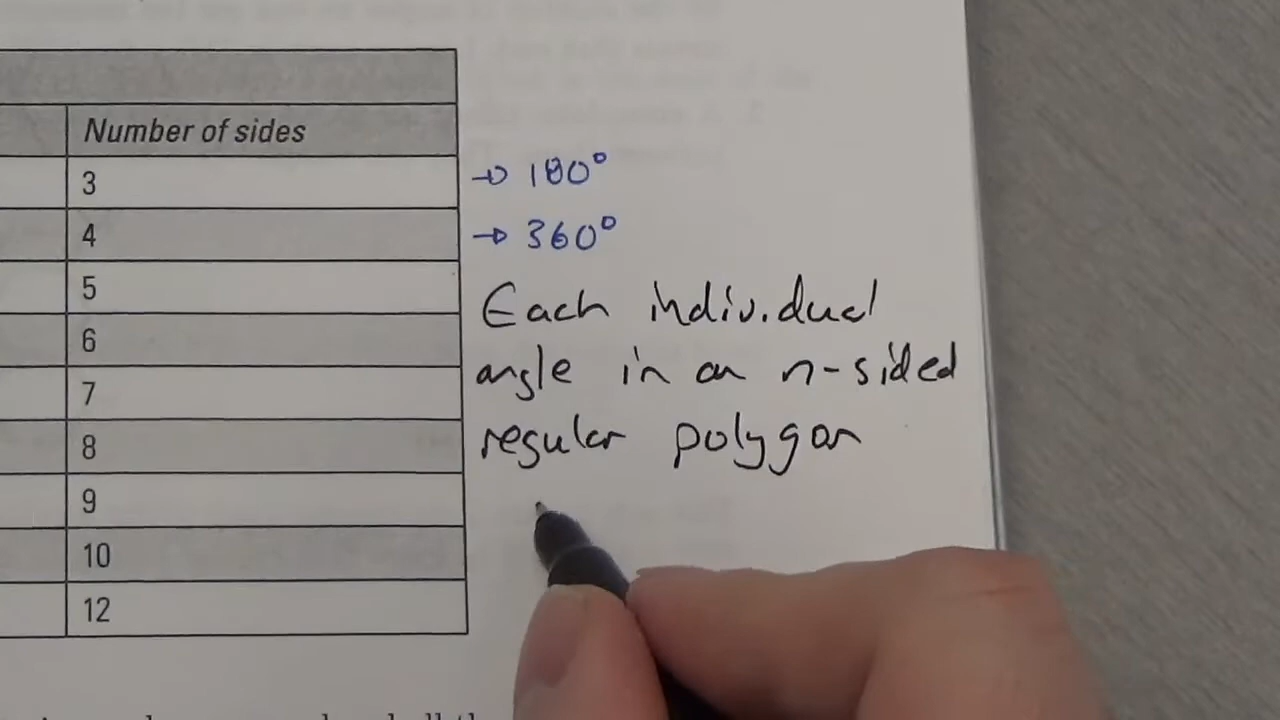 Number of sides
3 → 180°
4 → 360°
5
6
7
8
9
10
12
Each individual
angle in an n-sided
regular polygon